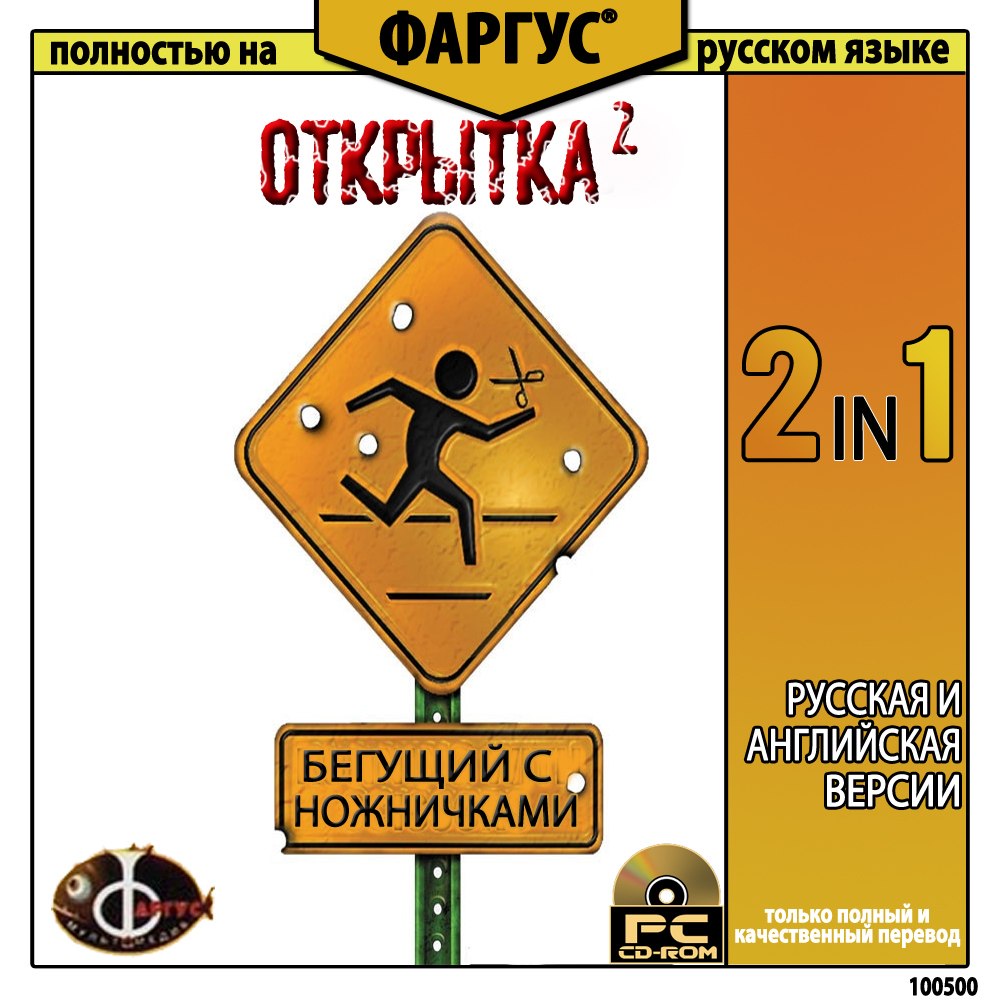 полностью на ФАРГУС® русском языке
ОТКРЫТКА 2
2 IN 1
РУССКАЯ И
АНГЛИЙСКАЯ
ВЕРСИИ
БЕГУЩИЙ С
НОЖНИЧКАМИ
Ф
ФАРГУС
МУЛЬТИМЕДИА
PC
CD-ROM
только полный и
качественный перевод
100500